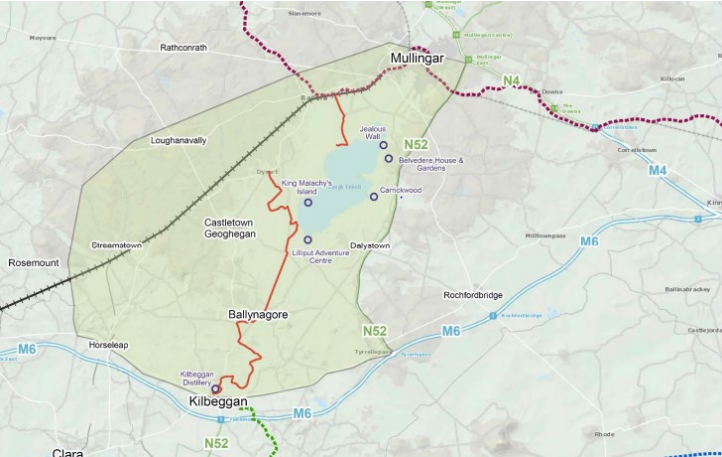 Slanemore
Rathconrath
Mullingar
N4
Downs
Loughanavally
Jealous
Wall
N52
Belvedere House &
Gardens
Corralstown
M4
Dysart
King Malachy's
Island
Carrickwood
Castletown
Geoghegan
Streamstown
Dalystown
Lilliput Adventure
Centre
M6
Rosemount
Rochfordbridge
Ballynagore
N52
M6
Horseleap
M6
Tyrrellspass
Kilbeggan
Distillery
Kilbeggan
M6
N52
Rhode
Clara